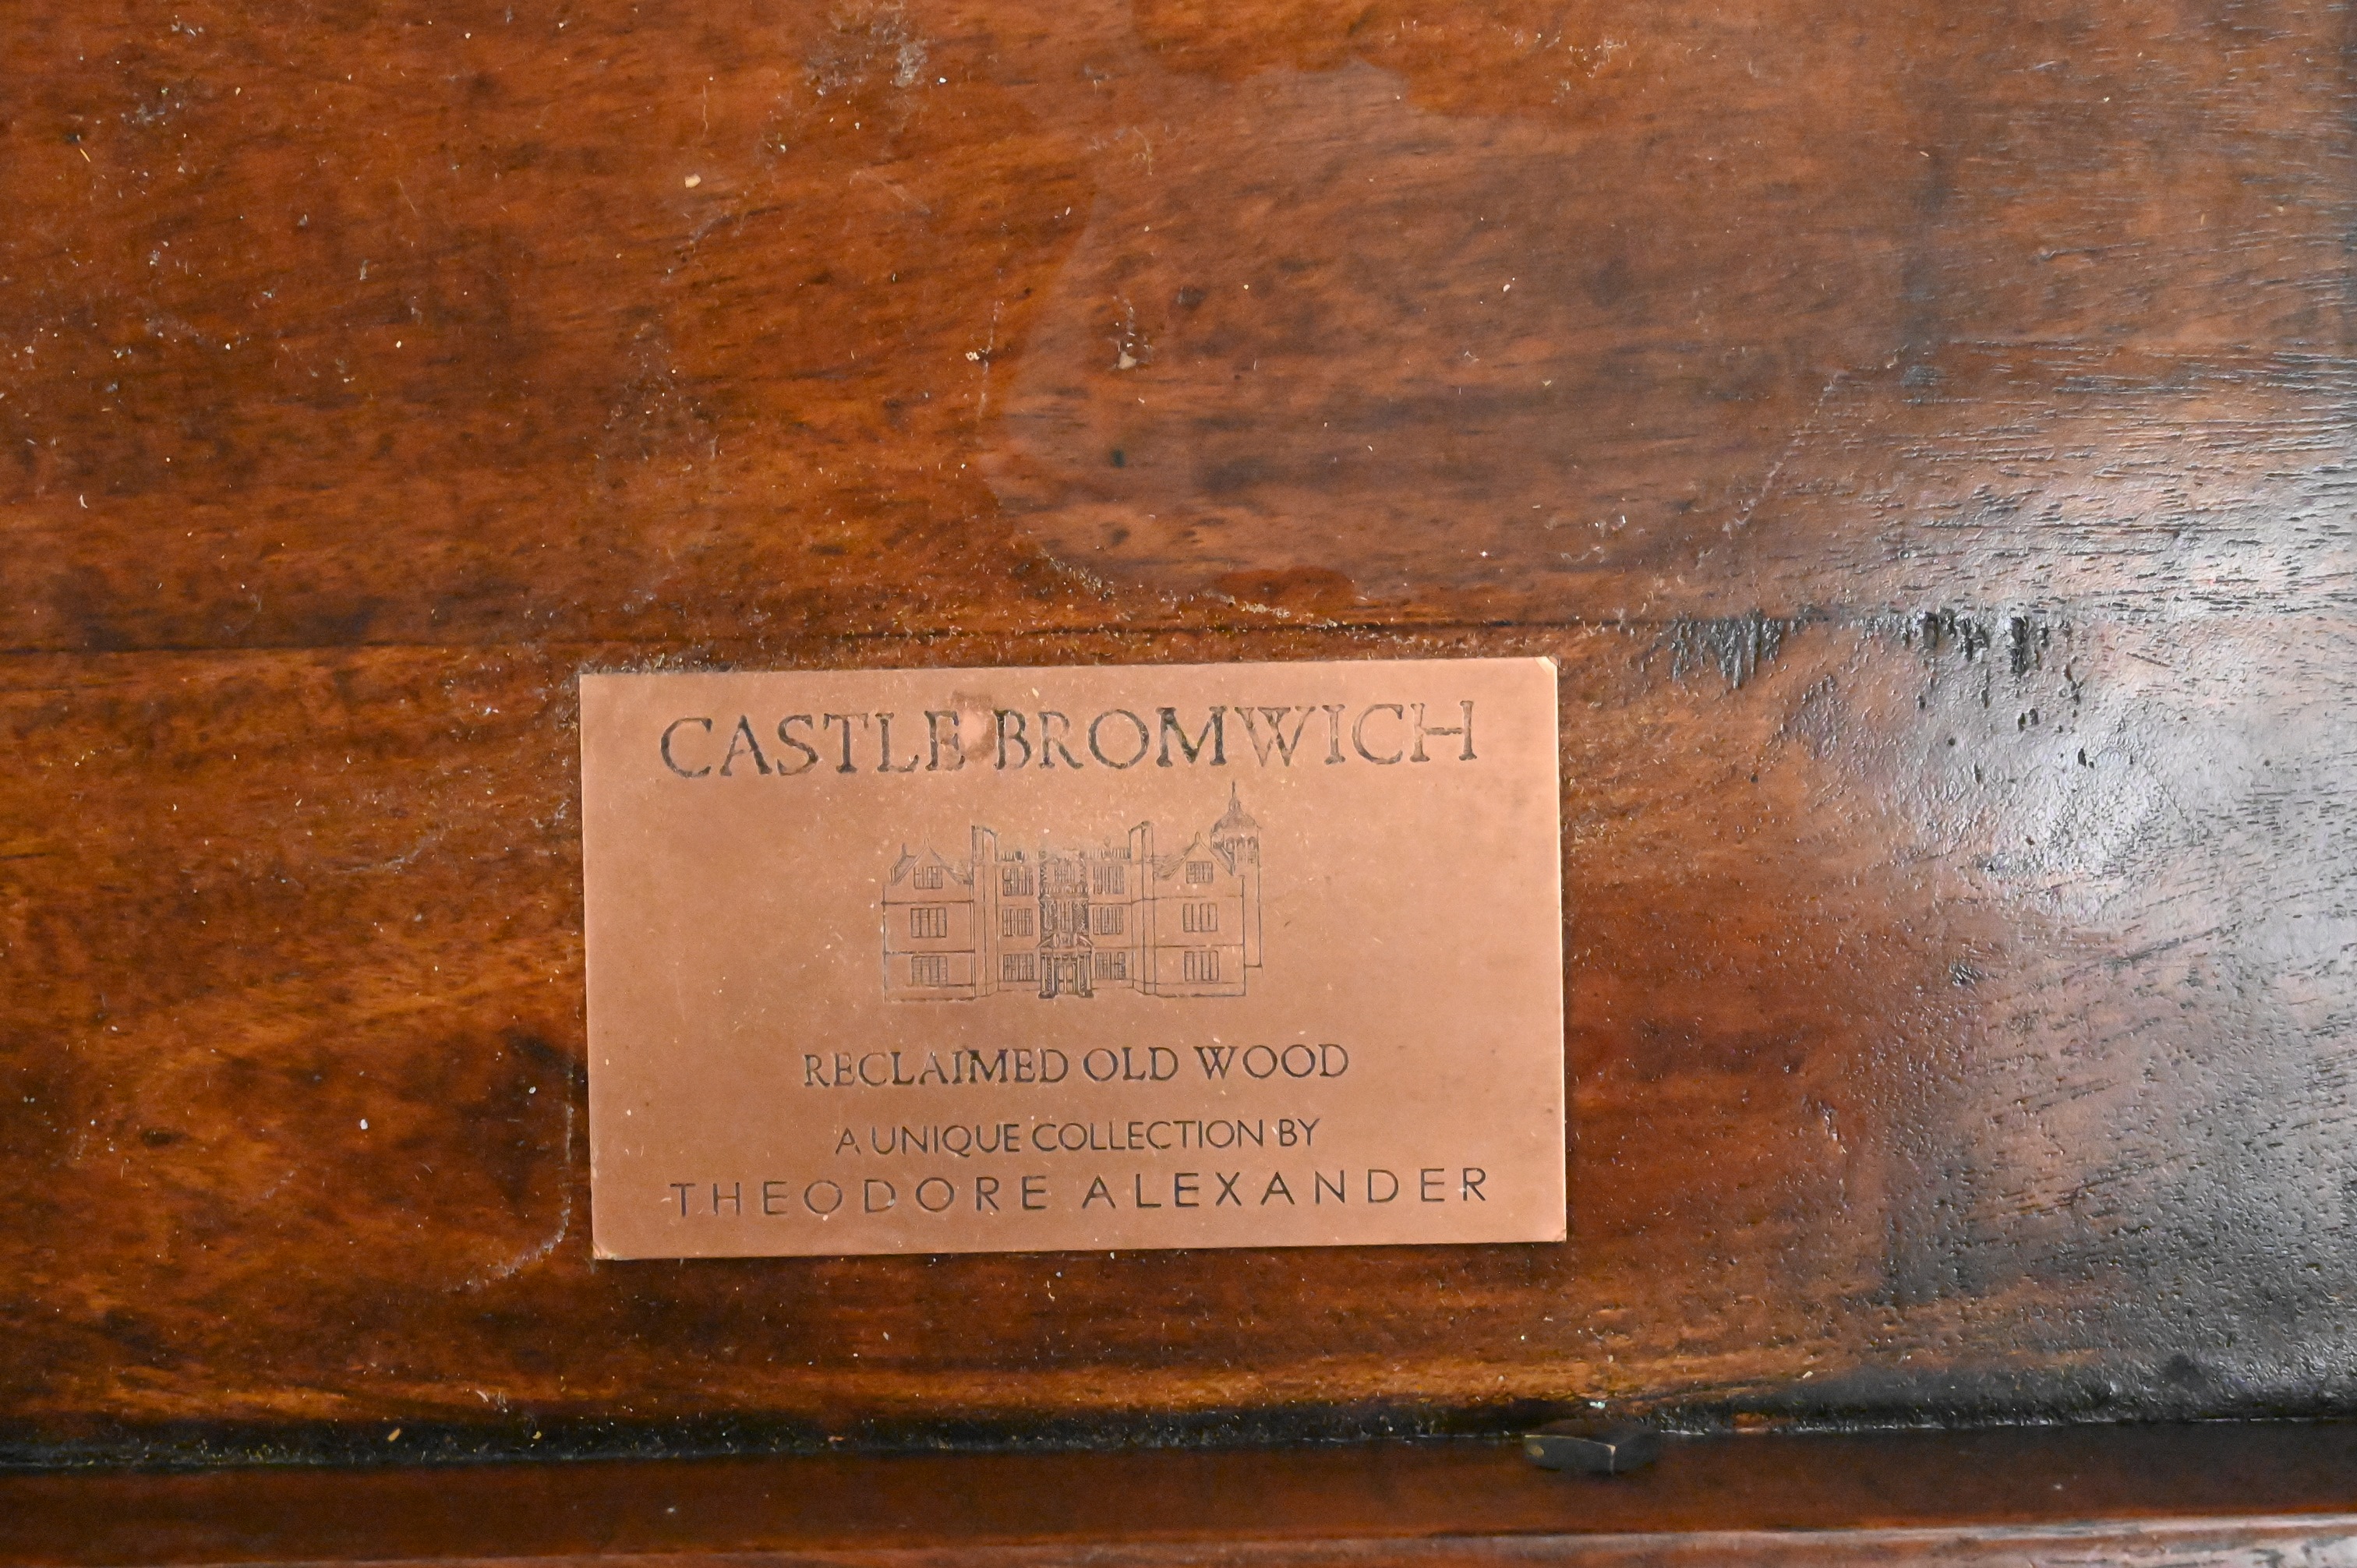 CASTLE BROMWICH
RECLAIMED OLD WOOD
A UNIQUE COLLECTION BY
THEODORE ALEXANDER